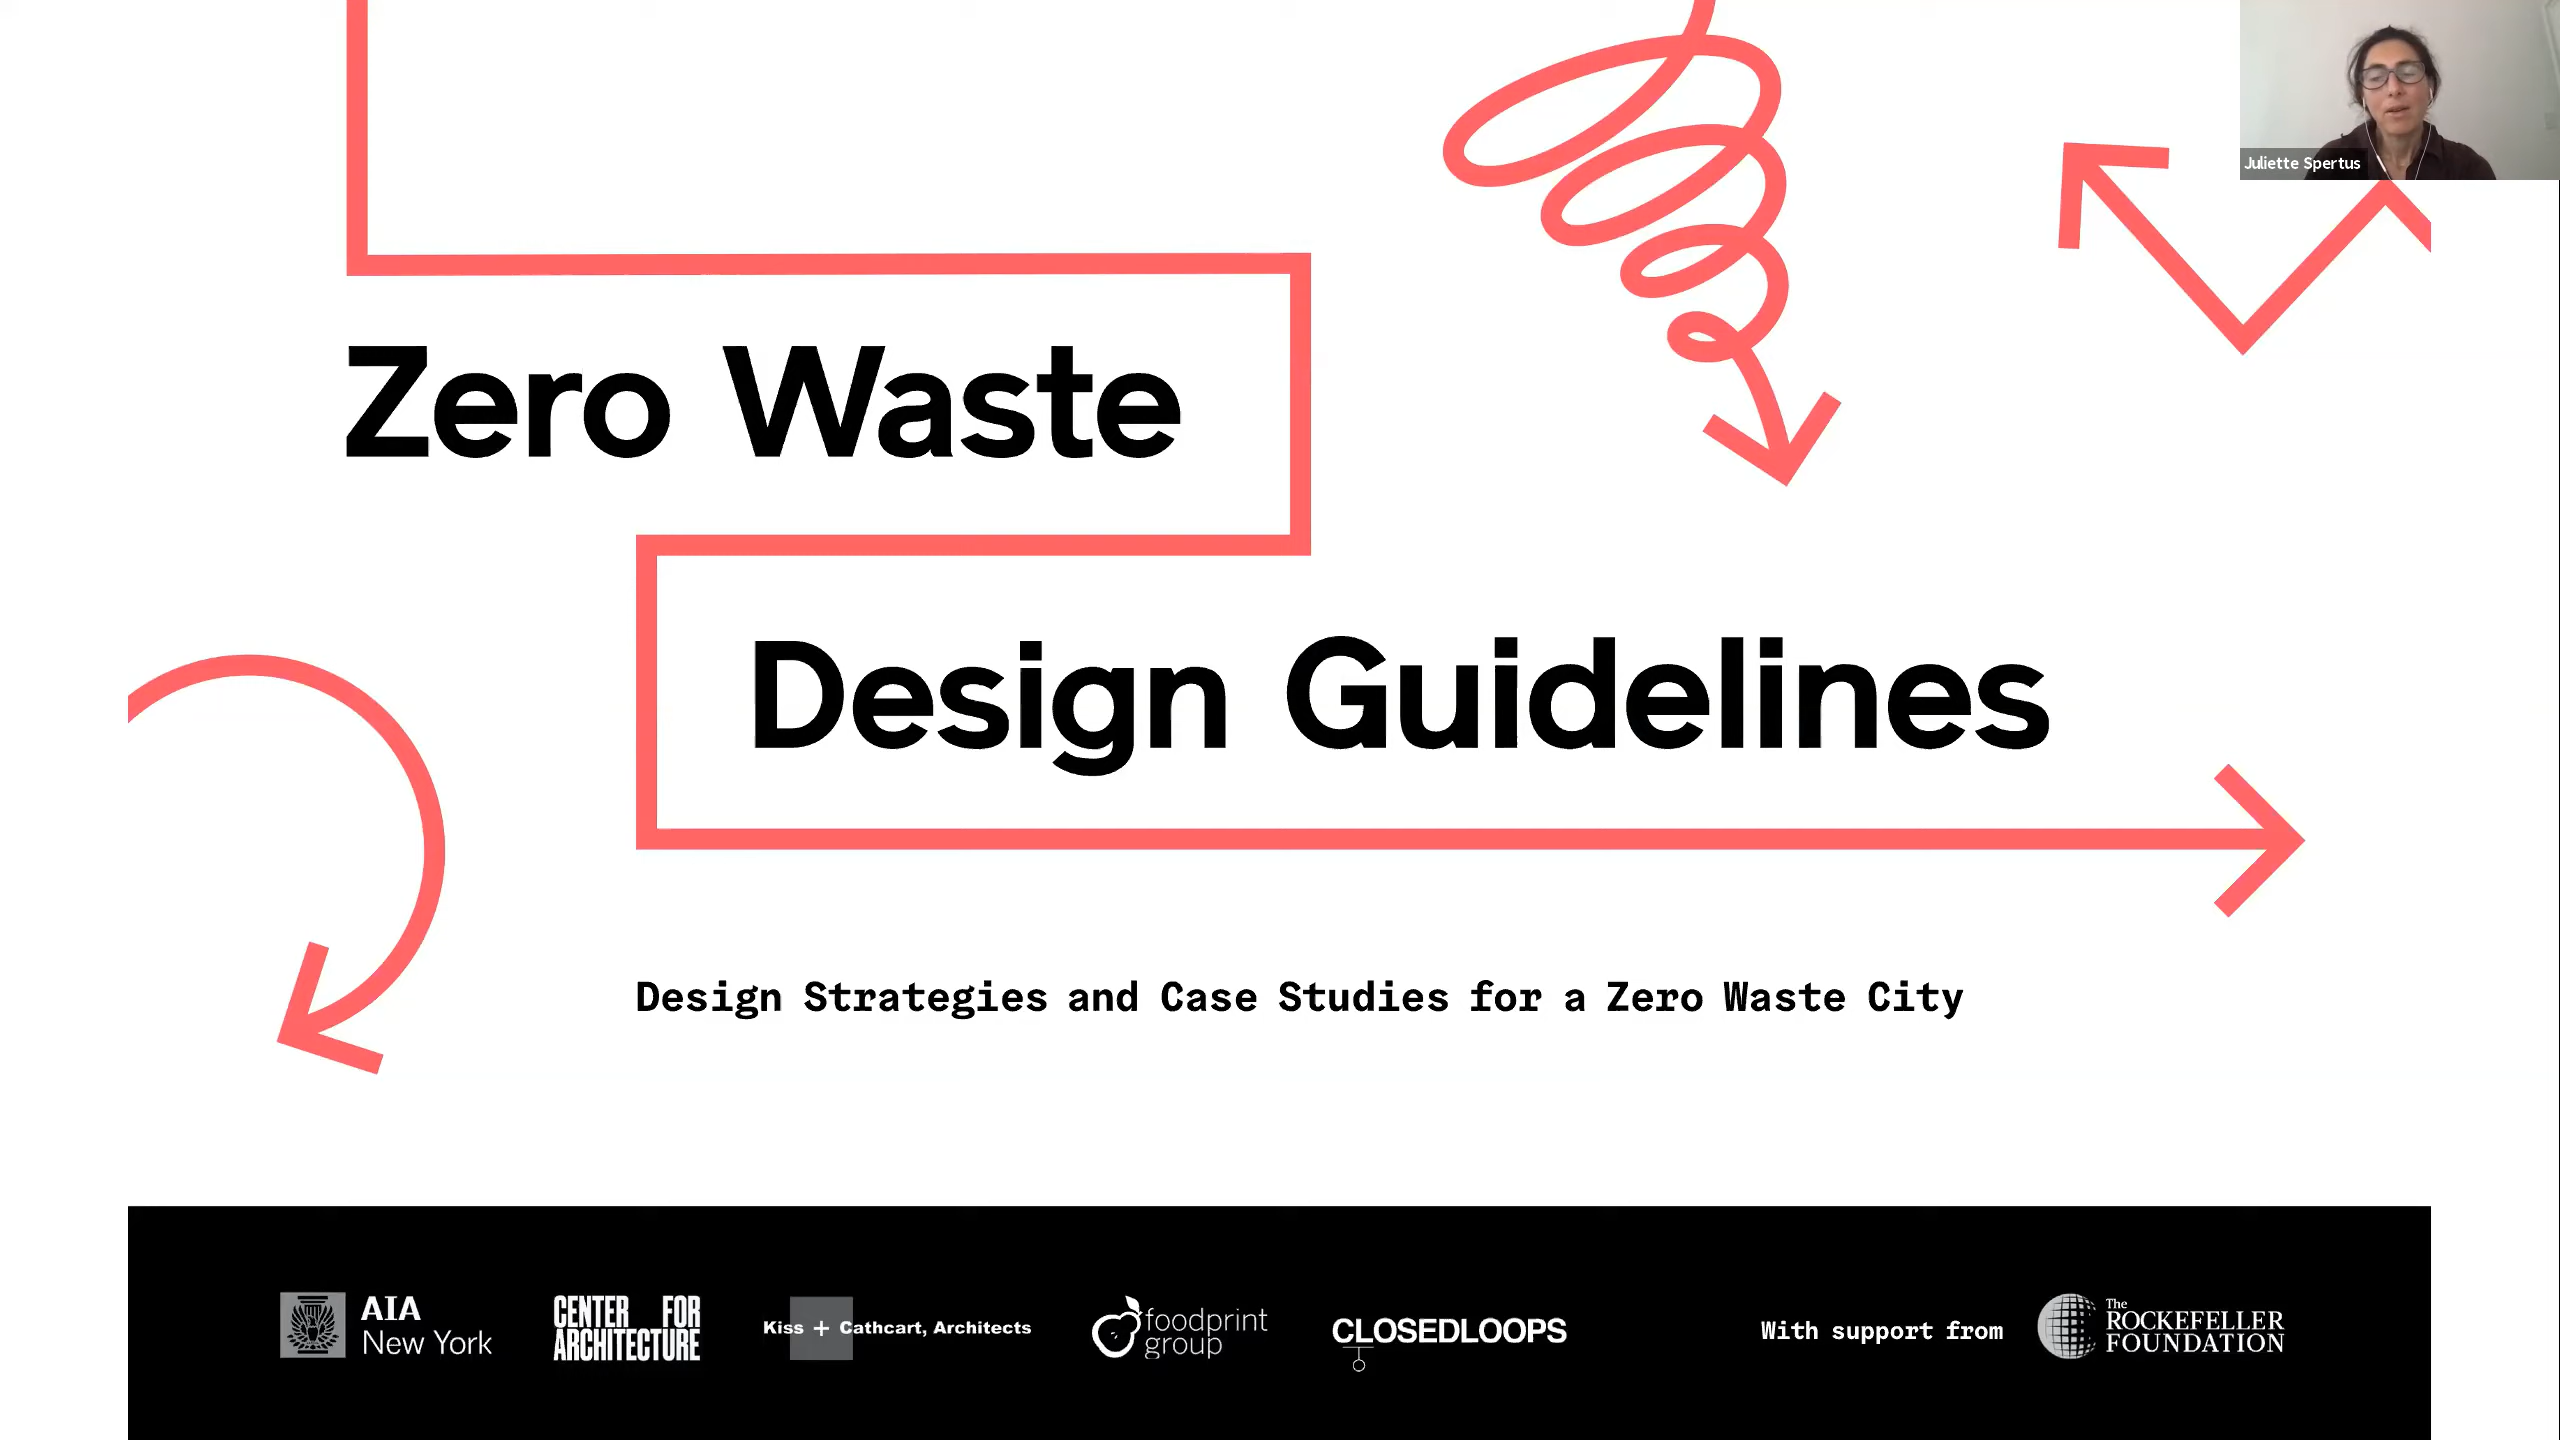 Juliette Spertus
Zero Waste
Design Guidelines
Design Strategies and Case Studies for a Zero Waste City
AIA
New York
CENTER FOR
ARCHITECTURE
Kiss + Cathcart, Architects
foodprint
group
CLOSEDLOOPS
With support from
The
ROCKEFELLER
FOUNDATION